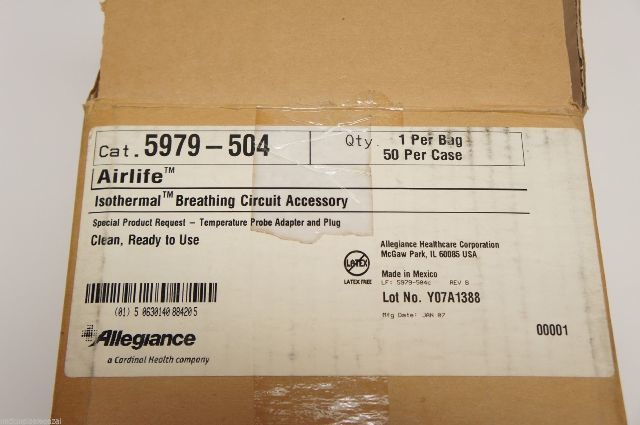 Cat. 5979-504 Qty. 1 Per Bag
50 Per Case
Airlife™
Isothermal™ Breathing Circuit Accessory
Special Product Request – Temperature Probe Adapter and Plug
Clean, Ready to Use
Allegiance Healthcare Corporation
McGaw Park, IL 60085 USA
LATEX
LATEX FREE
Made in Mexico
LF: 5979-504c REV B
Lot No. Y07A1388
Mfg Date: JAN 07
(01) 5 0630140 88420 5
00001
Allegiance
a Cardinal Health company